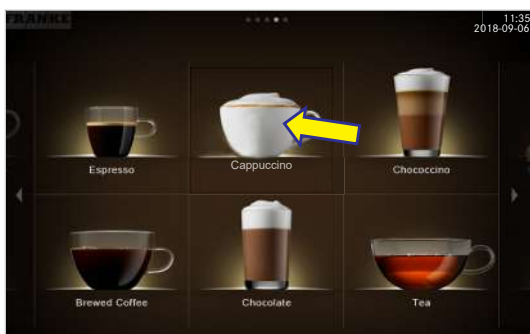 FRANKE
11:35
2018-09-06
Espresso
Cappuccino
Chococcino
Brewed Coffee
Chocolate
Tea